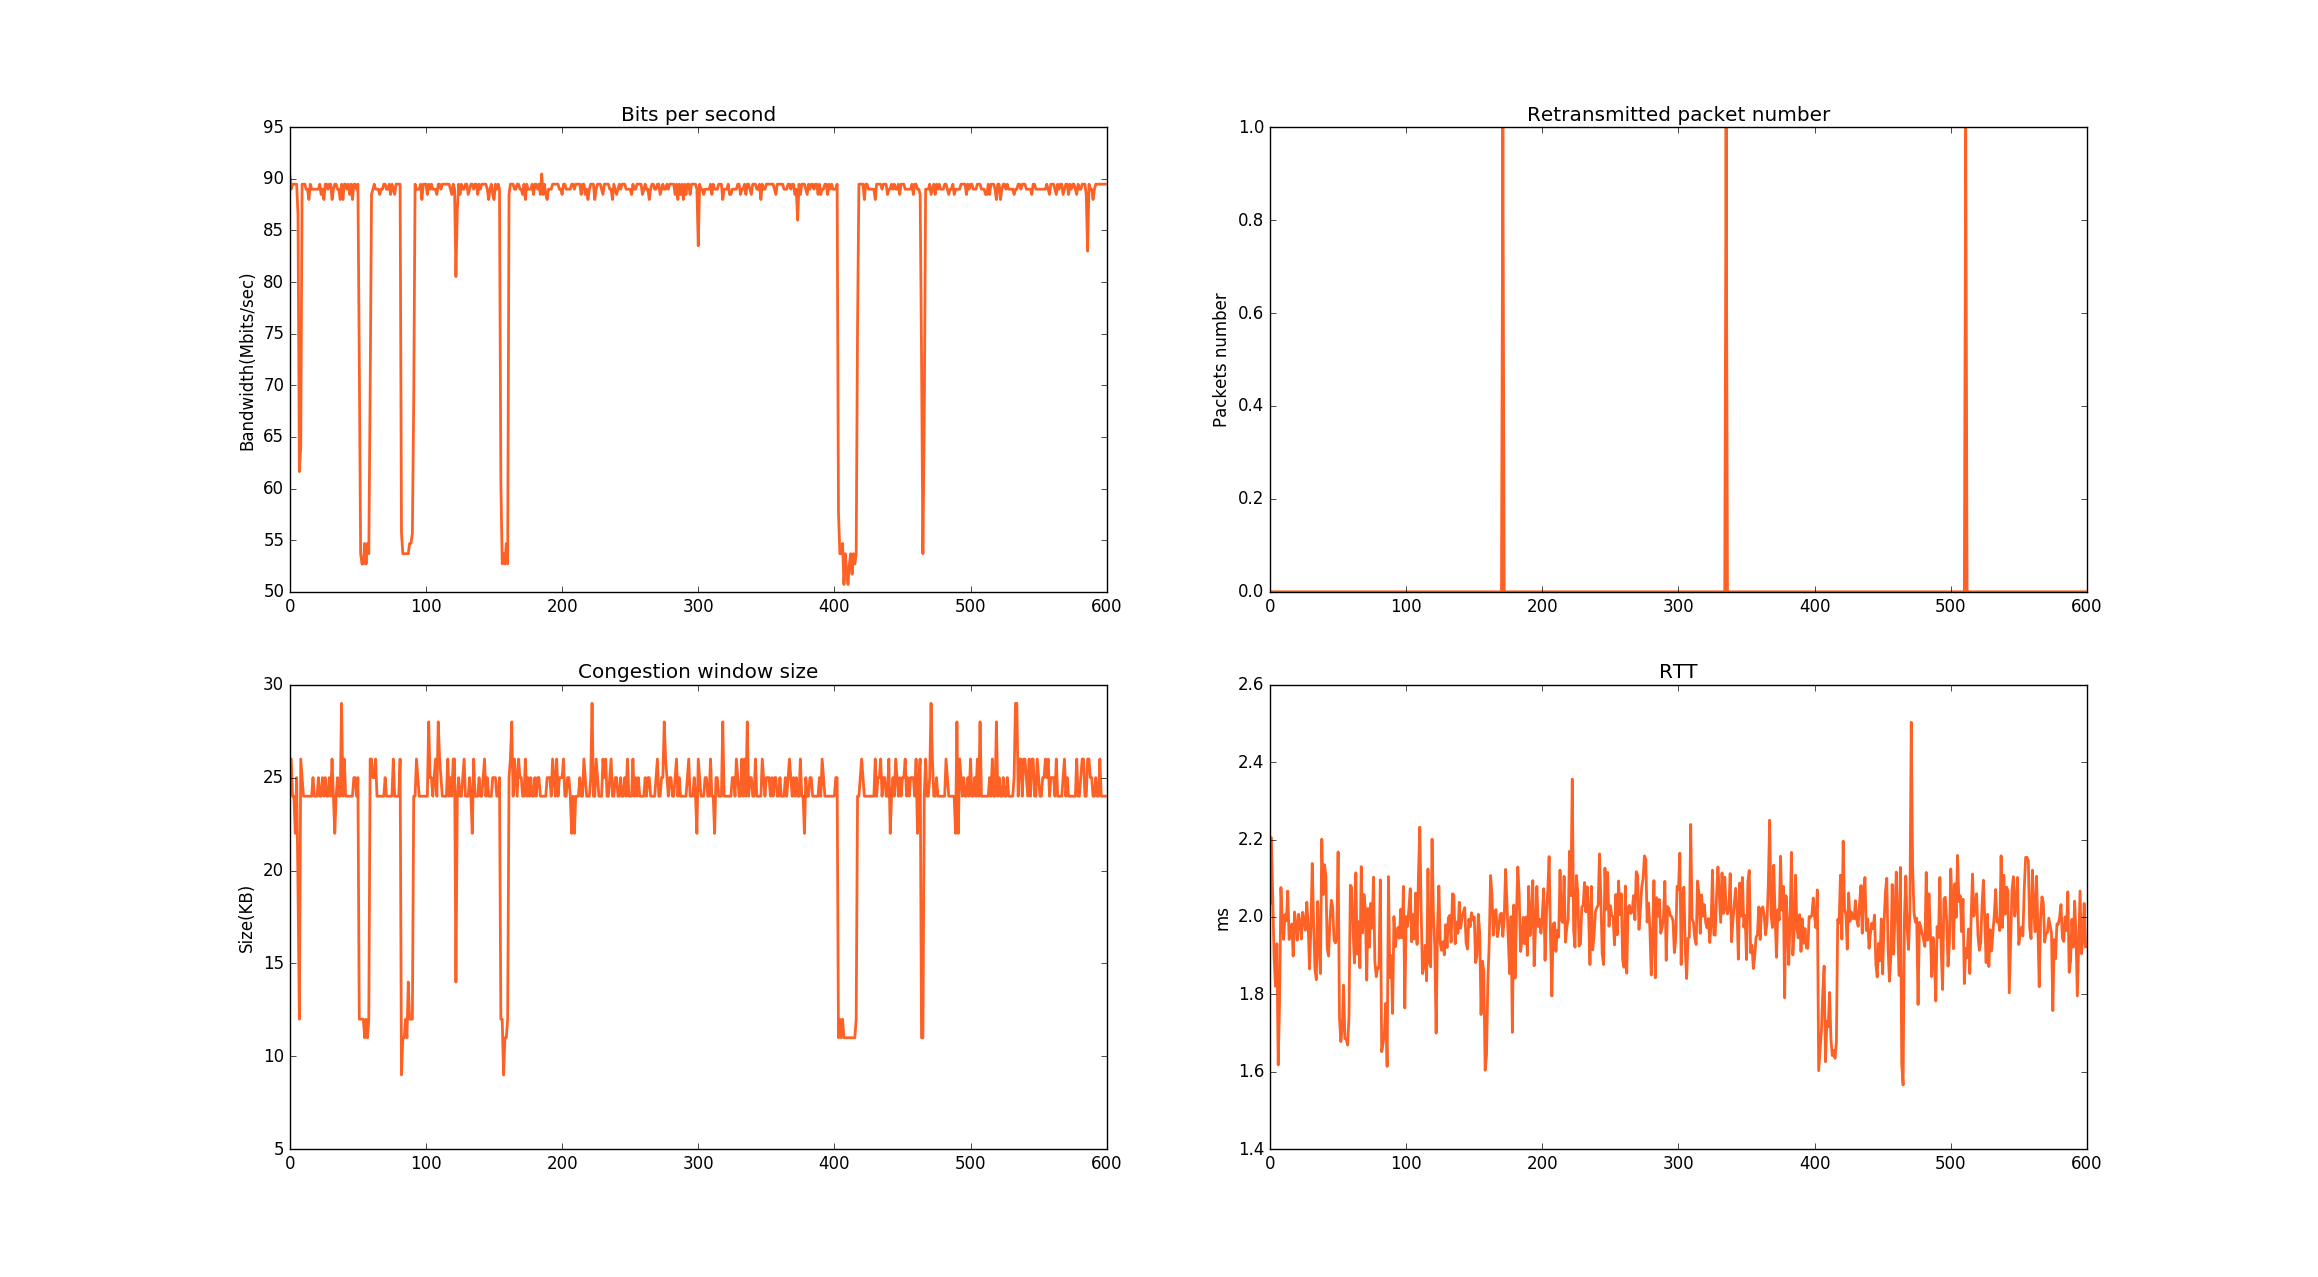 Bits per second
95
90
85
80
75
70
65
60
55
50
Bandwidth(Mbits/sec)
0 100 200 300 400 500 600
Retransmitted packet number
1.0
0.8
0.6
0.4
0.2
0.0
Packets number
0 100 200 300 400 500 600
Congestion window size
30
25
20
15
10
5
Size(KB)
0 100 200 300 400 500 600
RTT
2.6
2.4
2.2
2.0
1.8
1.6
1.4
ms
0 100 200 300 400 500 600